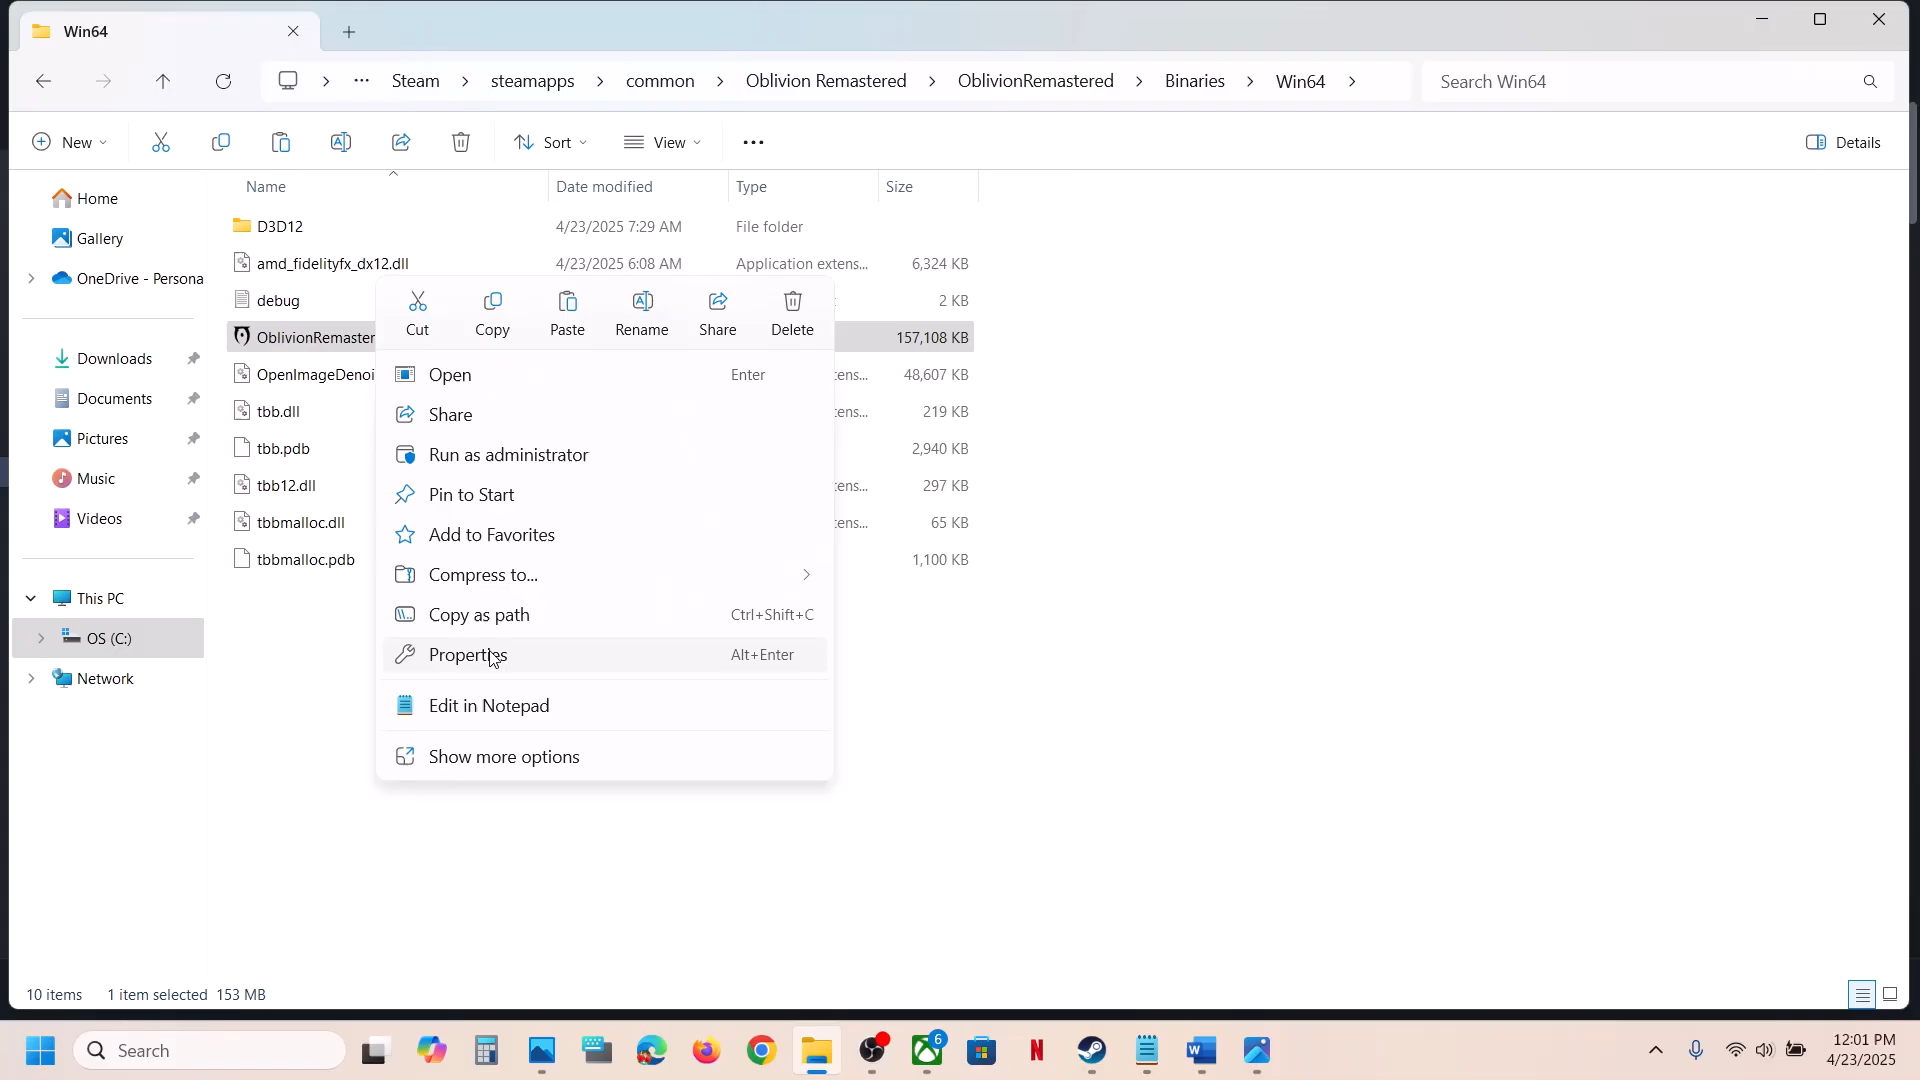 Win64
Steam
steamapps
common
Oblivion Remastered
OblivionRemastered
Binaries
Win64
Search Win64
New
Sort
View
Details
Name
Date modified
Type
Size
Home
Gallery
OneDrive - Persona
Downloads
Documents
Pictures
Music
Videos
This PC
OS (C:)
Network
D3D12 4/23/2025 7:29 AM File folder
amd_fidelityfx_dx12.dll 4/23/2025 6:08 AM Application extens... 6,324 KB
debug 2 KB
OblivionRemaster 157,108 KB
OpenImageDenoi ens... 48,607 KB
tbb.dll ens... 219 KB
tbb.pdb 2,940 KB
tbb12.dll ens... 297 KB
tbbmalloc.dll ens... 65 KB
tbbmalloc.pdb 1,100 KB
Cut
Copy
Paste
Rename
Share
Delete
Open Enter
Share
Run as administrator
Pin to Start
Add to Favorites
Compress to...
Copy as path Ctrl+Shift+C
Properties Alt+Enter
Edit in Notepad
Show more options
10 items 1 item selected 153 MB
Search
6
12:01 PM
4/23/2025